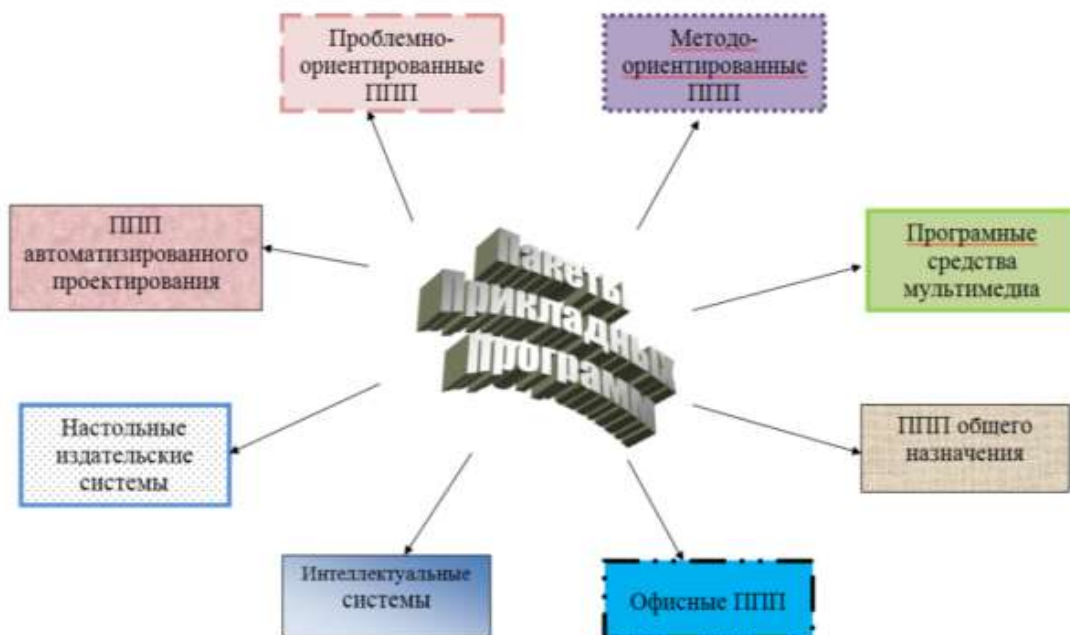 Проблемно-
ориентированные
ППП
Методо-
ориентированные
ППП
ППП
автоматизированного
проектирования
Пакеты
Прикладных
Программ
Програмные
средства
мультимедиа
Настольные
издательские
системы
ППП общего
назначения
Интеллектуальные
системы
Офисные ППП